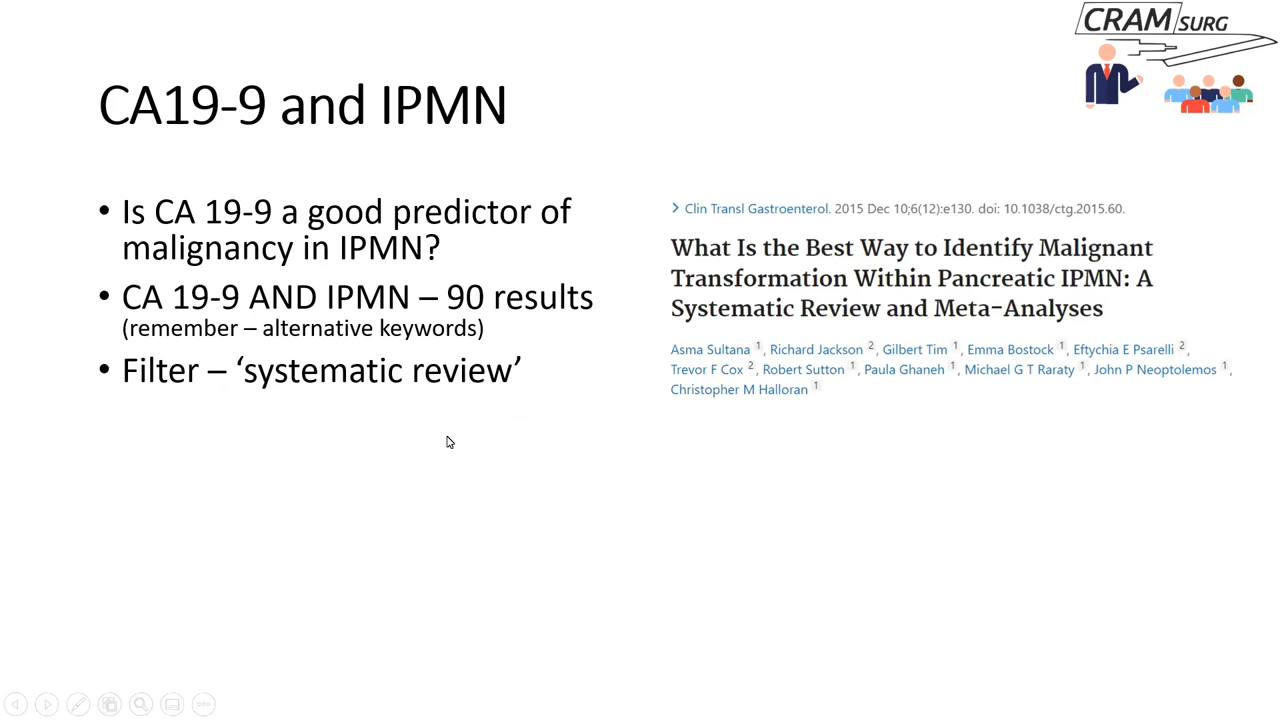 CRAM SURG
CA19-9 and IPMN
• Is CA 19-9 a good predictor of
malignancy in IPMN?
• CA 19-9 AND IPMN – 90 results
(remember – alternative keywords)
• Filter – ‘systematic review’
> Clin Transl Gastroenterol. 2015 Dec 10;6(12):e130. doi: 10.1038/ctg.2015.60.
What Is the Best Way to Identify Malignant
Transformation Within Pancreatic IPMN: A
Systematic Review and Meta-Analyses
Asma Sultana 1, Richard Jackson 2, Gilbert Tim 1, Emma Bostock 1, Eftychia E Psarelli 2,
Trevor F Cox 2, Robert Sutton 1, Paula Ghaneh 1, Michael G T Raraty 1, John P Neoptolemos 1,
Christopher M Halloran 1